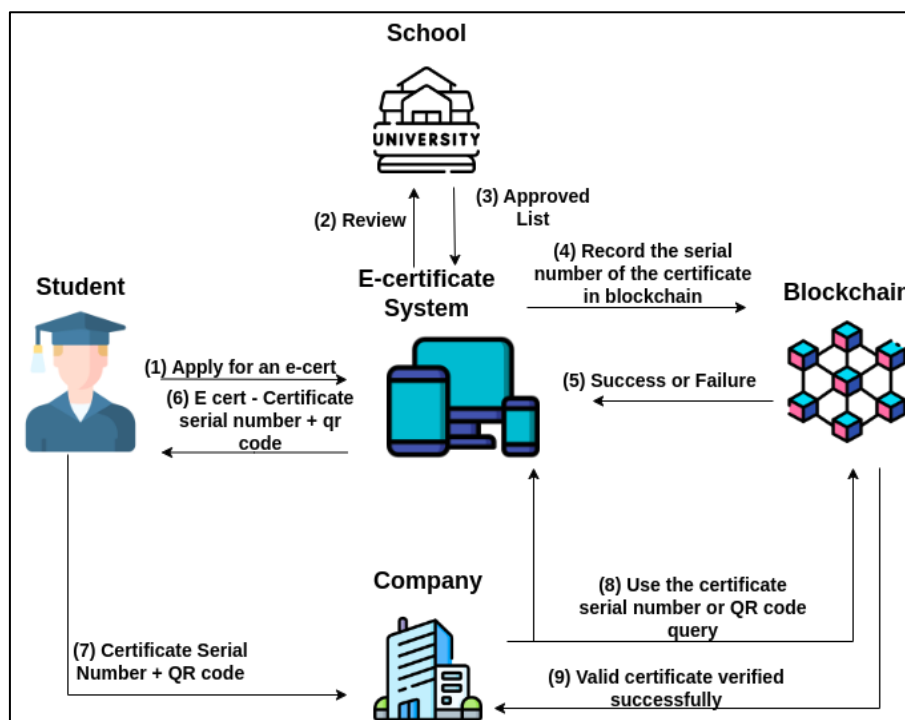 School
UNIVERSITY
(2) Review
(3) Approved
List
E-certificate
System
(4) Record the serial
number of the certificate
in blockchain
Student
Blockchain
(1) Apply for an e-cert
(6) E cert - Certificate
serial number + qr
code
(5) Success or Failure
Company
(7) Certificate Serial
Number + QR code
(8) Use the certificate
serial number or QR code
query
(9) Valid certificate verified
successfully